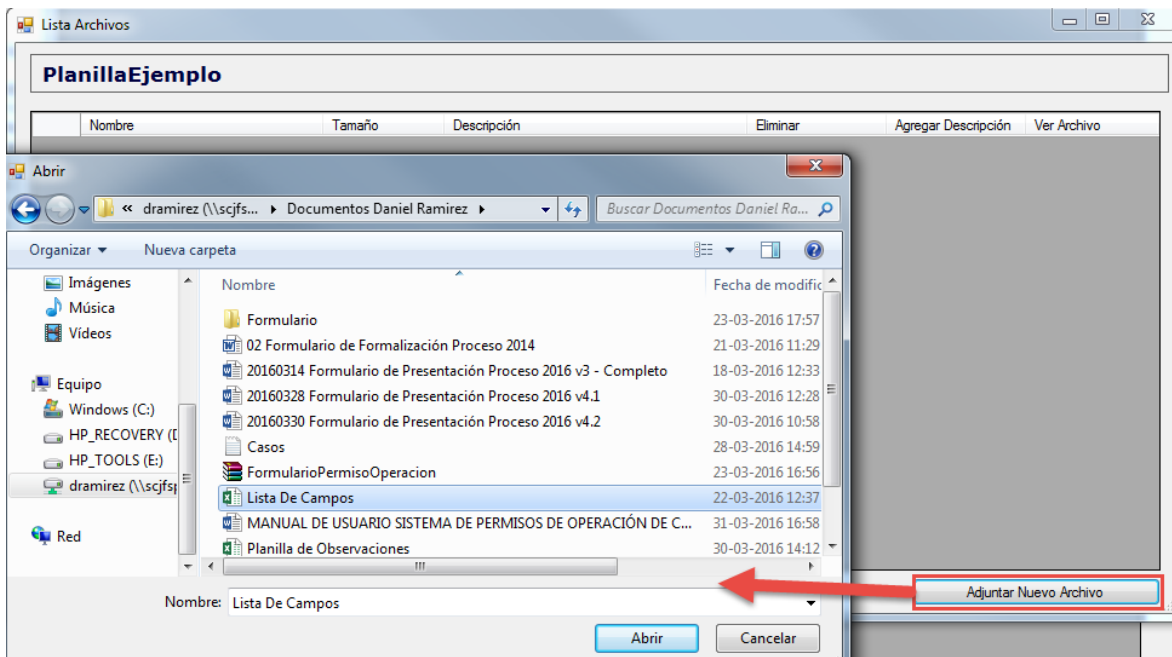 Lista Archivos
PlanillaEjemplo
Nombre Tamaño Descripción Eliminar Agregar Descripción Ver Archivo
Abrir
« dramirez (\\scjfs... Documentos Daniel Ramirez Buscar Documentos Daniel Ra...
Organizar Nueva carpeta
Imágenes
Música
Vídeos
Equipo
Windows (C:)
HP_RECOVERY (D
HP_TOOLS (E:)
dramirez (\\scjfsp
Red
Nombre Fecha de modific
Formulario 23-03-2016 17:57
02 Formulario de Formalización Proceso 2014 21-03-2016 11:29
20160314 Formulario de Presentación Proceso 2016 v3 - Completo 18-03-2016 12:33
20160328 Formulario de Presentación Proceso 2016 v4.1 30-03-2016 12:28
20160330 Formulario de Presentación Proceso 2016 v4.2 30-03-2016 10:58
Casos 28-03-2016 14:59
FormularioPermisoOperacion 23-03-2016 16:56
Lista De Campos 22-03-2016 12:37
MANUAL DE USUARIO SISTEMA DE PERMISOS DE OPERACIÓN DE C... 31-03-2016 16:58
Planilla de Observaciones 30-03-2016 14:12
Nombre: Lista De Campos
Adjuntar Nuevo Archivo
Abrir Cancelar